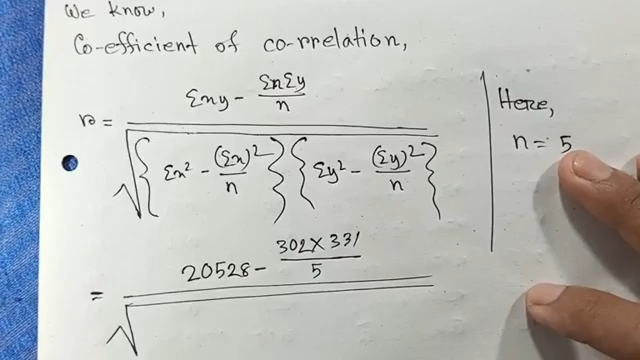 We know,
Co-efficient of co-rrelation,
r = (Σxy - ΣxΣy/n) / √({Σx² - (Σx)²/n} {Σy² - (Σy)²/n})
Here,
n = 5
= (20528 - 302 × 331/5) / √